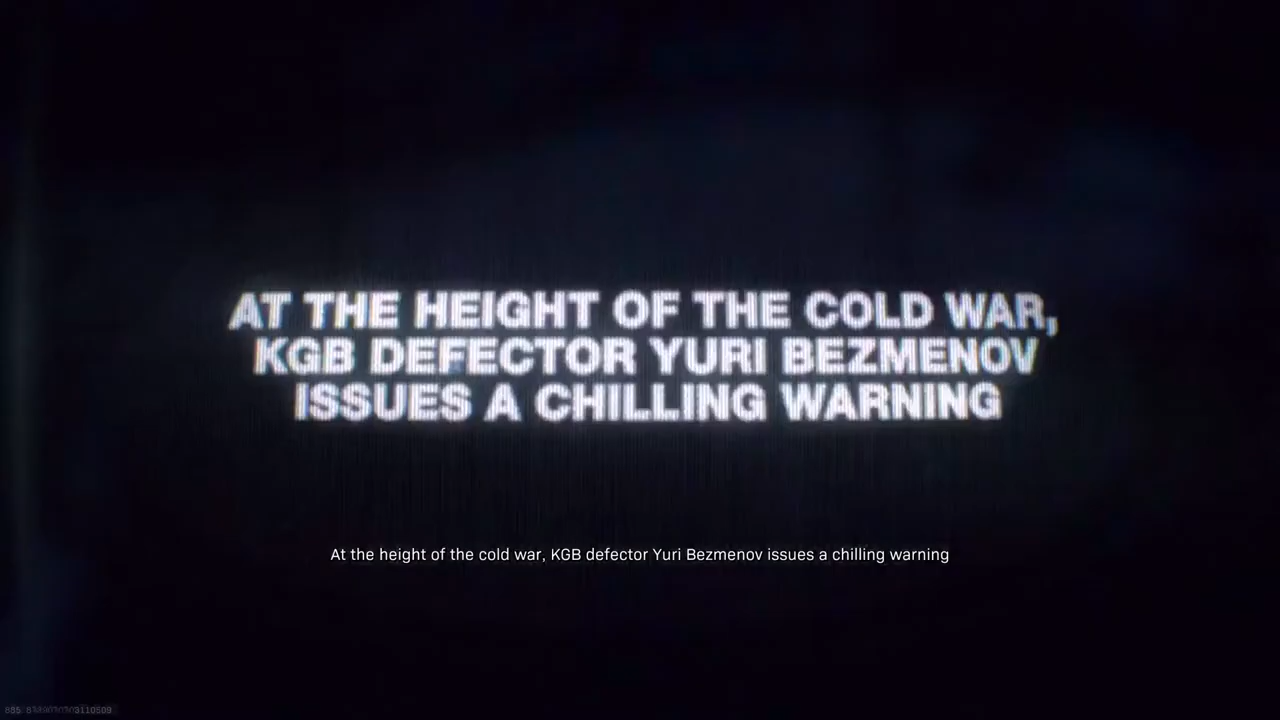 AT THE HEIGHT OF THE COLD WAR,
KGB DEFECTOR YURI BEZMENOV
ISSUES A CHILLING WARNING
At the height of the cold war, KGB defector Yuri Bezmenov issues a chilling warning